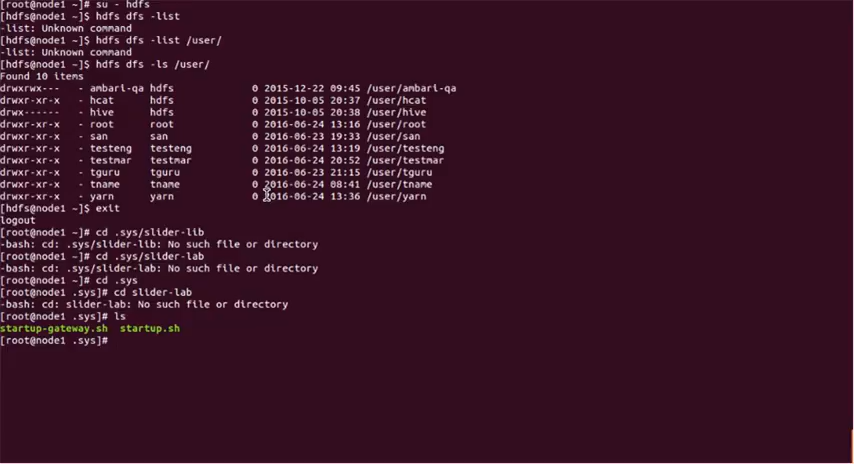 [root@node1 ~]# su - hdfs
[hdfs@node1 ~]$ hdfs dfs -list
-list: Unknown command
[hdfs@node1 ~]$ hdfs dfs -list /user/
-list: Unknown command
[hdfs@node1 ~]$ hdfs dfs -ls /user/
Found 10 items
drwxrwx--- - ambari-qa hdfs 0 2015-12-22 09:45 /user/ambari-qa
drwxr-xr-x - hcat hdfs 0 2015-10-05 20:37 /user/hcat
drwx------ - hive hdfs 0 2015-10-05 20:38 /user/hive
drwxr-xr-x - root root 0 2016-06-24 13:16 /user/root
drwxr-xr-x - san san 0 2016-06-23 19:33 /user/san
drwxr-xr-x - testeng testeng 0 2016-06-24 13:19 /user/testeng
drwxr-xr-x - testmar testmar 0 2016-06-24 20:52 /user/testmar
drwxr-xr-x - tguru tguru 0 2016-06-23 21:15 /user/tguru
drwxr-xr-x - tname tname 0 2016-06-24 08:41 /user/tname
drwxr-xr-x - yarn yarn 0 2016-06-24 13:36 /user/yarn
[hdfs@node1 ~]$ exit
logout
[root@node1 ~]# cd .sys/slider-lib
-bash: cd: .sys/slider-lib: No such file or directory
[root@node1 ~]# cd .sys/slider-lab
-bash: cd: .sys/slider-lab: No such file or directory
[root@node1 ~]# cd .sys
[root@node1 .sys]# cd slider-lab
-bash: cd: slider-lab: No such file or directory
[root@node1 .sys]# ls
startup-gateway.sh startup.sh
[root@node1 .sys]#